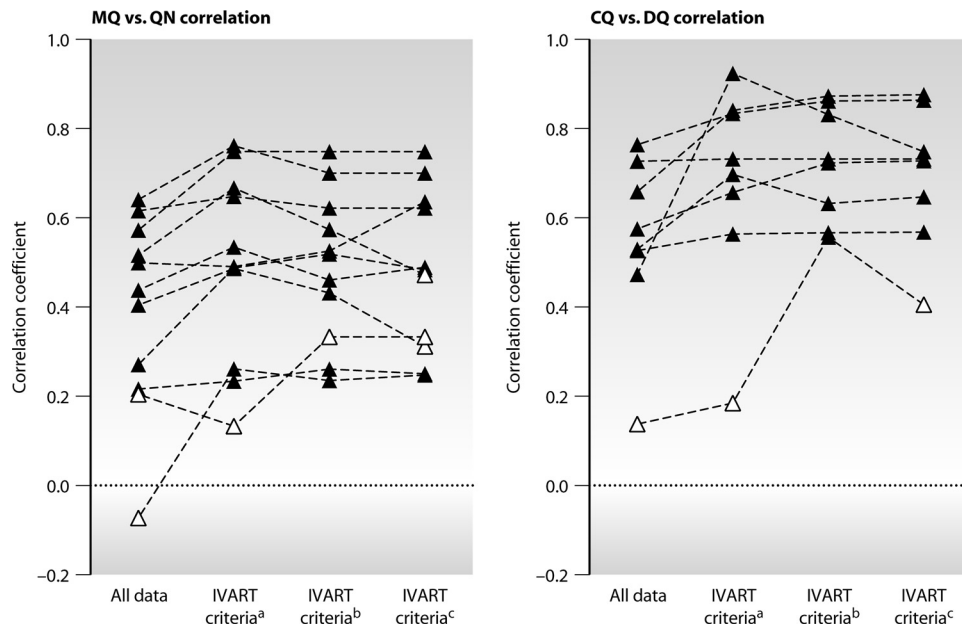 MQ vs. QN correlation
Correlation coefficient
1.0
0.8
0.6
0.4
0.2
0.0
–0.2
All data
IVART
criteriaᵃ
IVART
criteriaᵇ
IVART
criteriaᶜ
CQ vs. DQ correlation
Correlation coefficient
1.0
0.8
0.6
0.4
0.2
0.0
–0.2
All data
IVART
criteriaᵃ
IVART
criteriaᵇ
IVART
criteriaᶜ